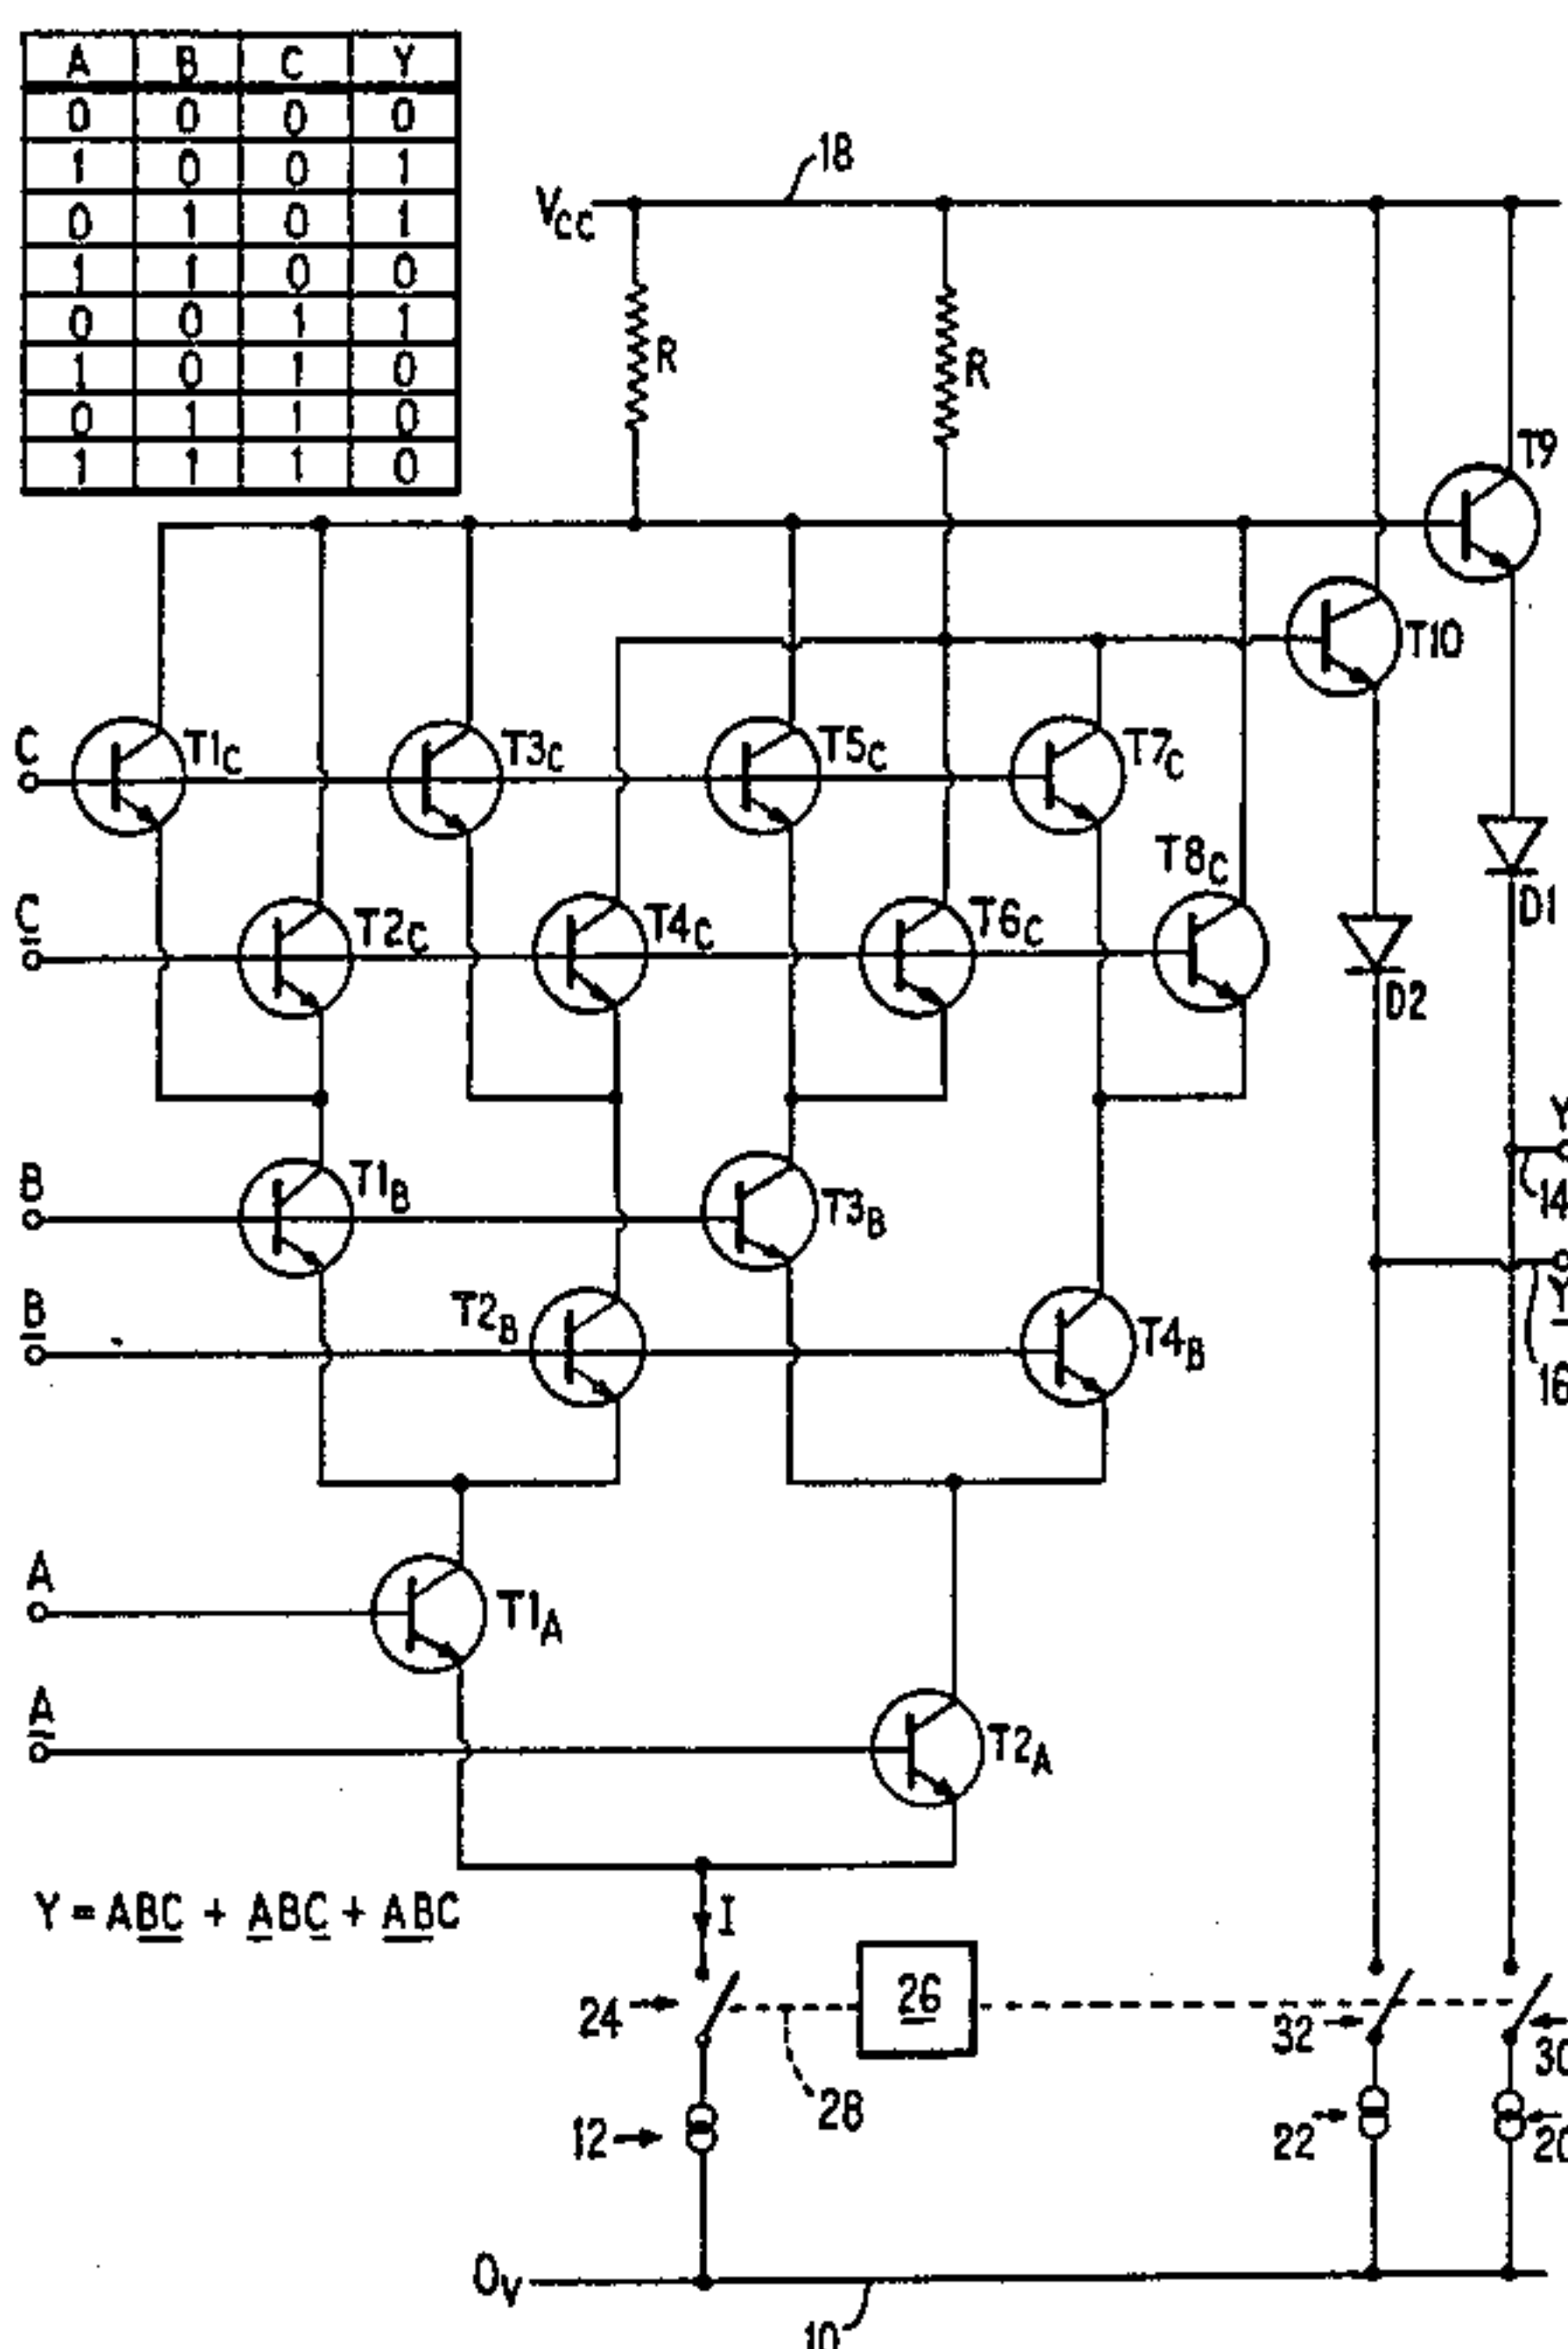 A B C Y
0 0 0 0
1 0 0 1
0 1 0 1
1 1 0 0
0 0 1 1
1 0 1 0
0 1 1 0
1 1 1 0
18
VCC
R
R
T9
T10
C
T1C
T3C
T5C
T7C
T8C
C̲
T2C
T4C
T6C
D1
D2
Y
14
B
T1B
T3B
Y̲
16
B̲
T2B
T4B
A
T1A
A̲
T2A
Y = AB̲C̲ + A̲BC̲ + A̲B̲C
I
24
26
32
30
28
12
22
20
0V
10